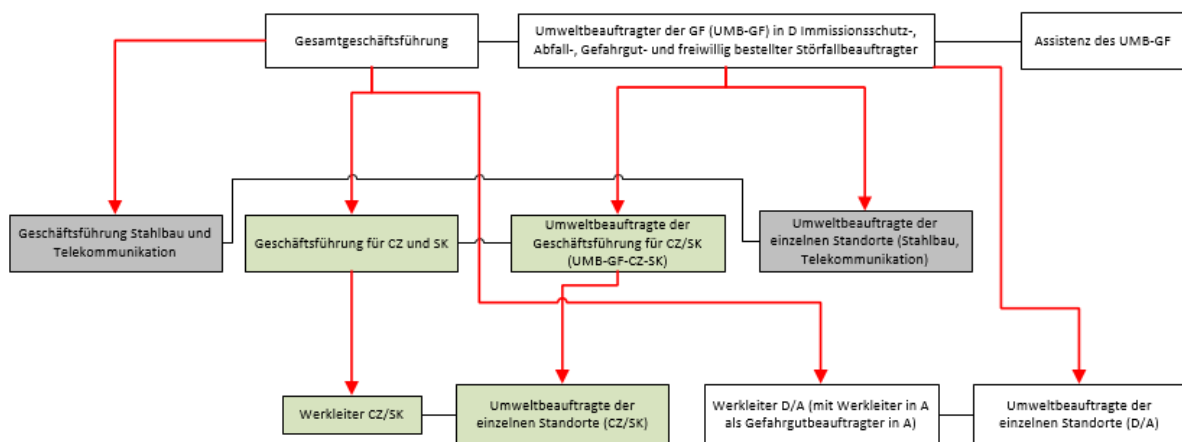 Gesamtgeschäftsführung
Umweltbeauftragter der GF (UMB-GF) in D Immissionsschutz-,
Abfall-, Gefahrgut- und freiwillig bestellter Störfallbeauftragter
Assistenz des UMB-GF
Geschäftsführung Stahlbau und
Telekommunikation
Geschäftsführung für CZ und SK
Umweltbeauftragte der
Geschäftsführung für CZ/SK
(UMB-GF-CZ-SK)
Umweltbeauftragte der
einzelnen Standorte (Stahlbau,
Telekommunikation)
Werkleiter CZ/SK
Umweltbeauftragte der
einzelnen Standorte (CZ/SK)
Werkleiter D/A (mit Werkleiter in A
als Gefahrgutbeauftragter in A)
Umweltbeauftragte der
einzelnen Standorte (D/A)